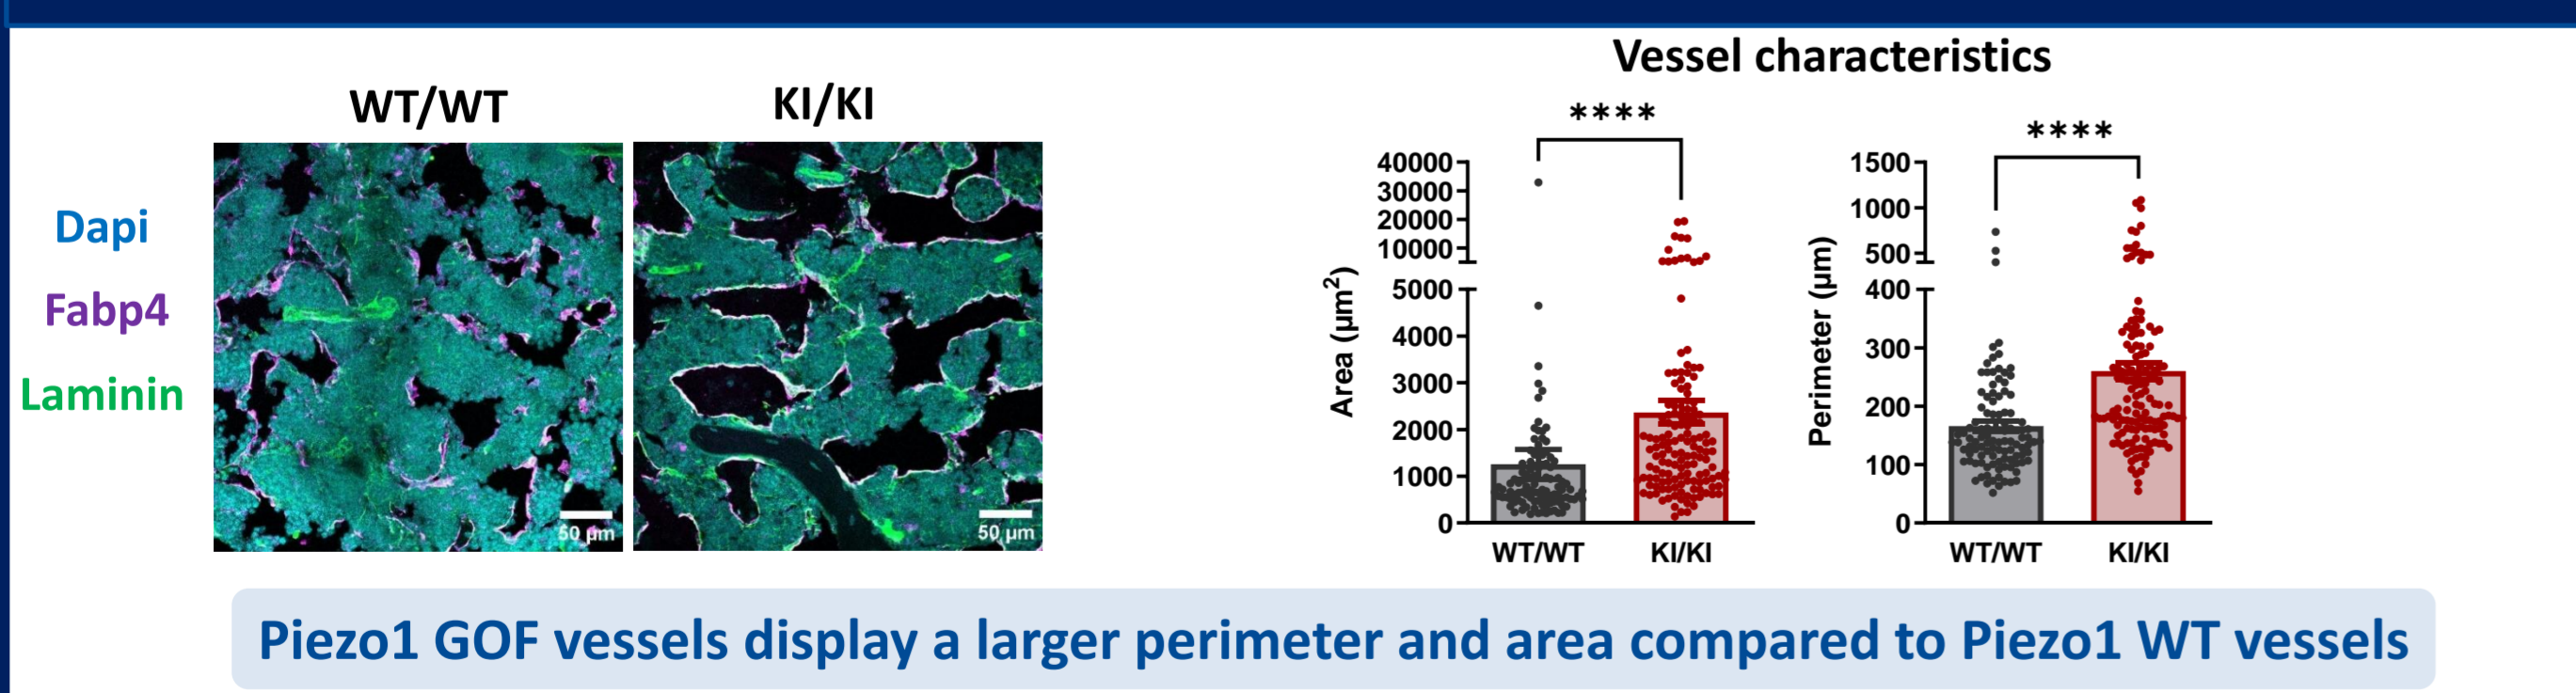 Vessel characteristics
WT/WT
KI/KI
Dapi
Fabp4
Laminin
50 µm
50 µm
****
40000
30000
20000
10000
5000
4000
3000
2000
1000
0
Area (µm²)
WT/WT
KI/KI
****
1500
1000
500
400
300
200
100
0
Perimeter (µm)
WT/WT
KI/KI
Piezo1 GOF vessels display a larger perimeter and area compared to Piezo1 WT vessels